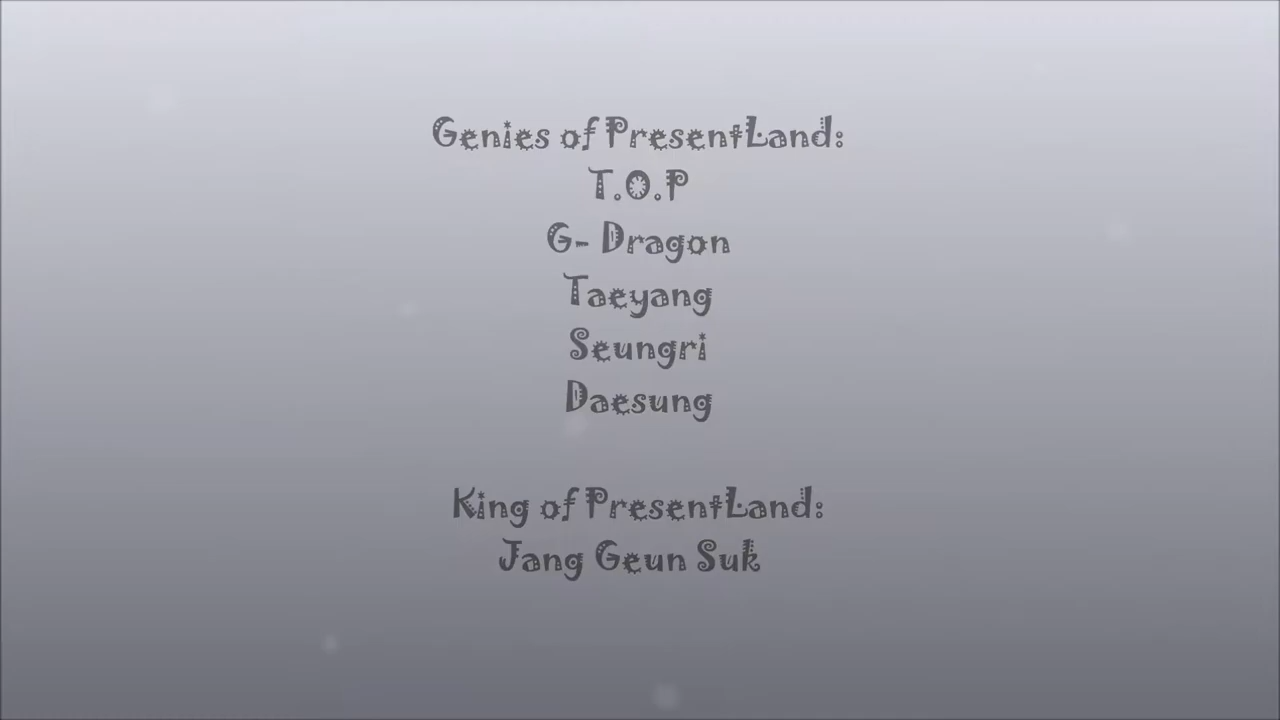 Genies of PresentLand:
T.O.P
G- Dragon
Taeyang
Seungri
Daesung
King of PresentLand:
Jang Geun Suk